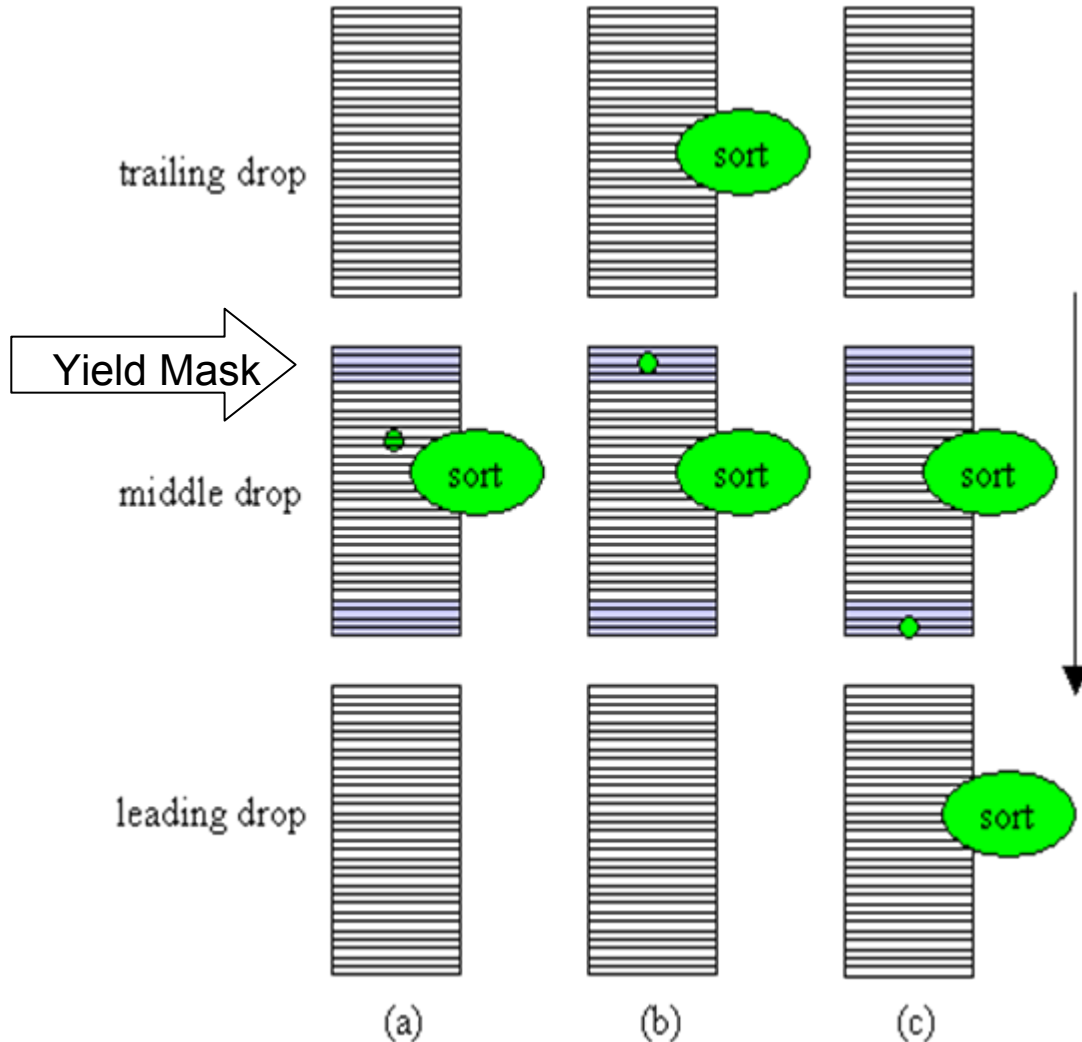 sort
trailing drop
Yield Mask
sort
sort
sort
middle drop
sort
leading drop
(a)
(b)
(c)